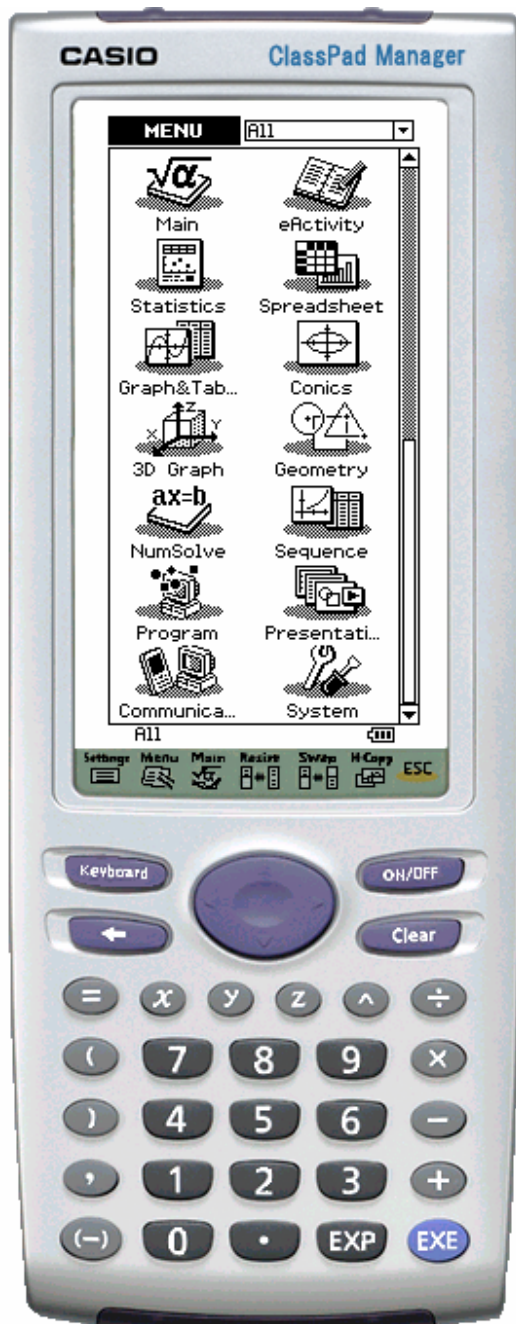 CASIO ClassPad Manager
MENU All
√α
Main eActivity
Statistics Spreadsheet
Graph&Tab... Conics
Z
X Y r
3D Graph Geometry
ax=b
NumSolve Sequence
Program Presentati...
Communica... System
All
Settings Menu Main Resize Swap H-Copy ESC
Keyboard ON/OFF
Clear
= x y z ^ ÷
( 7 8 9 ×
) 4 5 6 −
, 1 2 3 +
(−) 0 • EXP EXE